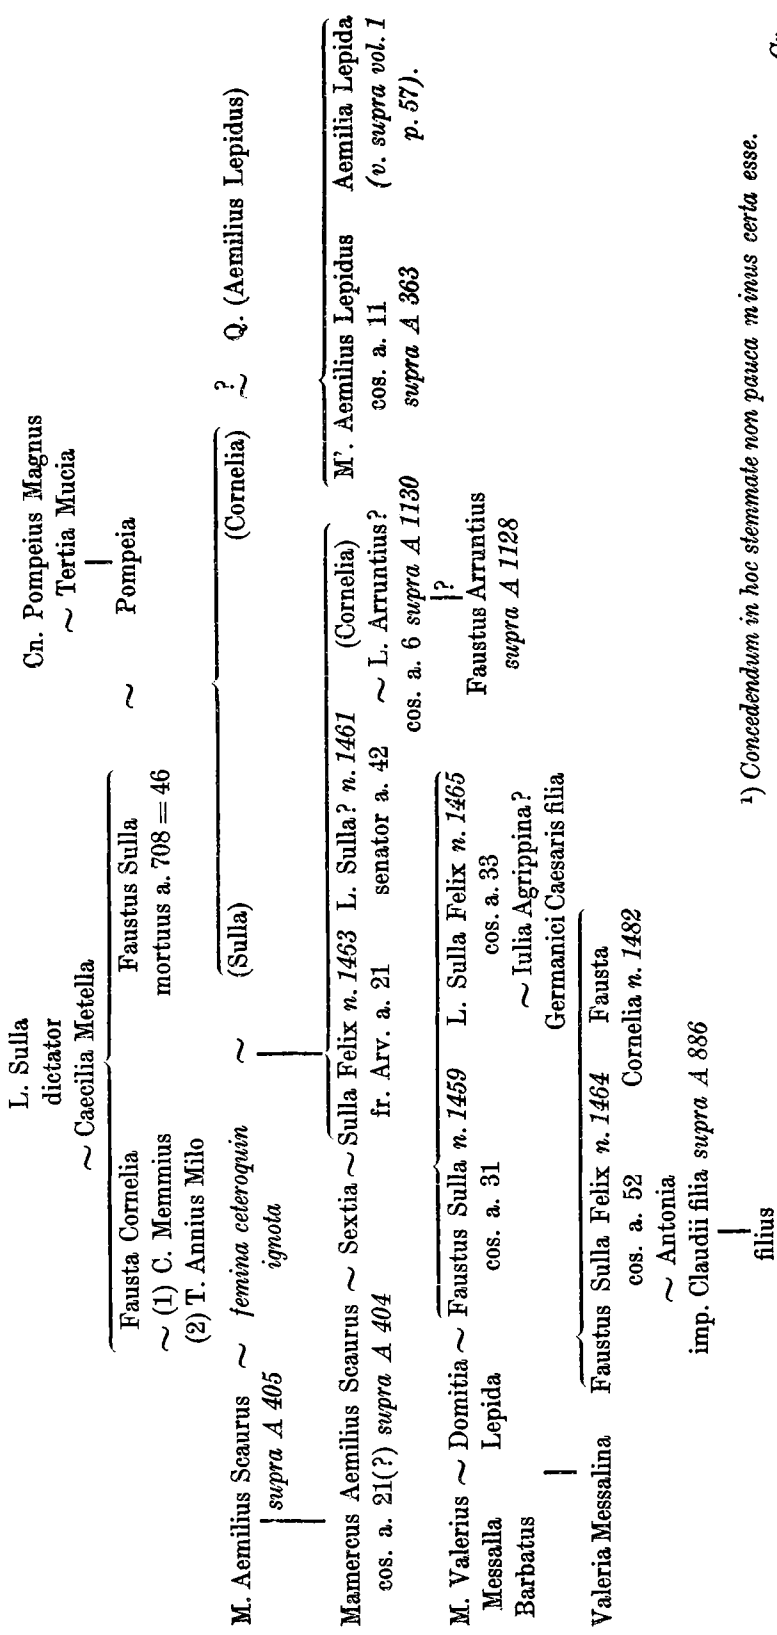 L. Sulla
dictator
~ Caecilia Metella
Cn. Pompeius Magnus
~ Tertia Mucia
Fausta Cornelia
~ (1) C. Memmius
(2) T. Annius Milo
Faustus Sulla
mortuus a. 708 = 46
~
Pompeia
M. Aemilius Scaurus ~ femina ceteroquin
supra A 405
ignota
~
(Sulla)
(Cornelia)
?
~ Q. (Aemilius Lepidus)
Mamercus Aemilius Scaurus ~ Sextia ~ Sulla Felix n. 1463
cos. a. 21(?) supra A 404
fr. Arv. a. 21
L. Sulla? n. 1461
senator a. 42
(Cornelia)
~ L. Arruntius?
cos. a. 6 supra A 1130
?
Faustus Arruntius
supra A 1128
M'. Aemilius Lepidus
cos. a. 11
supra A 363
Aemilia Lepida
(v. supra vol. 1
p. 57).
M. Valerius ~ Domitia ~ Faustus Sulla n. 1459
Messalla
Lepida
cos. a. 31
Barbatus
L. Sulla Felix n. 1465
cos. a. 33
~ Iulia Agrippina?
Germanici Caesaris filia
Valeria Messalina
Faustus Sulla Felix n. 1464
cos. a. 52
~ Antonia
imp. Claudii filia supra A 886
filius
Fausta
Cornelia n. 1482
¹) Concedendum in hoc stemmate non pauca minus certa esse.